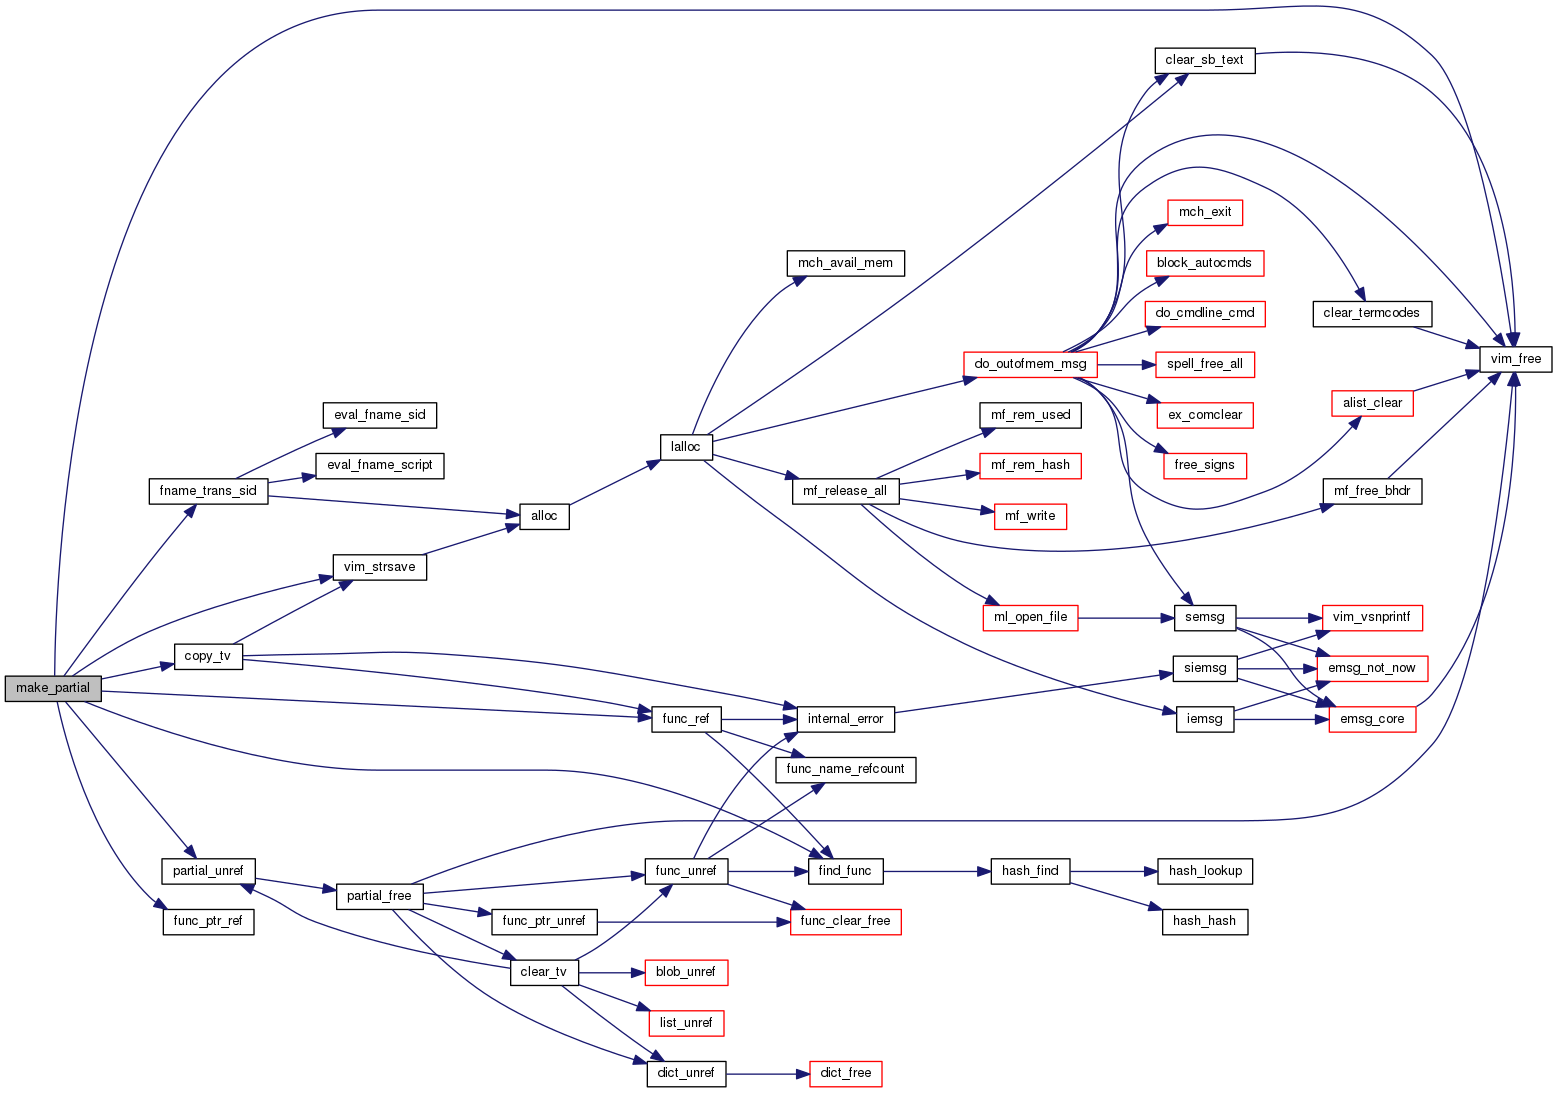 clear_sb_text
mch_exit
mch_avail_mem
block_autocmds
do_cmdline_cmd
clear_termcodes
vim_free
do_outofmem_msg
spell_free_all
alist_clear
eval_fname_sid
mf_rem_used
ex_comclear
lalloc
eval_fname_script
mf_rem_hash
free_signs
fname_trans_sid
mf_release_all
mf_free_bhdr
alloc
mf_write
vim_strsave
ml_open_file
semsg
vim_vsnprintf
copy_tv
siemsg
emsg_not_now
make_partial
func_ref
internal_error
iemsg
emsg_core
func_name_refcount
partial_unref
func_unref
find_func
hash_find
hash_lookup
partial_free
func_ptr_ref
func_ptr_unref
func_clear_free
hash_hash
clear_tv
blob_unref
list_unref
dict_unref
dict_free